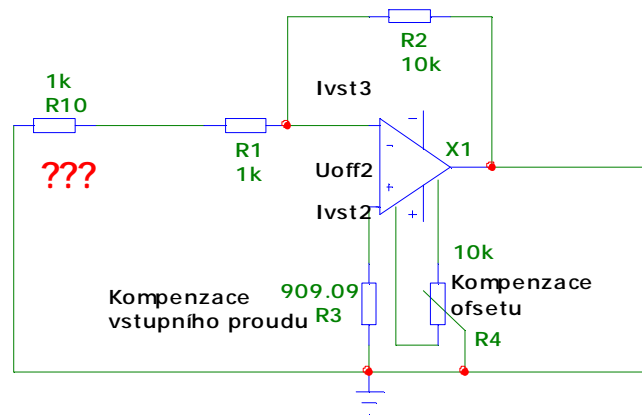 R2
10k
1k
R10
Ivst3
-
X1
-
R1
1k
???
Uoff2
+
Ivst2
+
10k
909.09
R3
Kompenzace
vstupního proudu
Kompenzace
ofsetu
R4